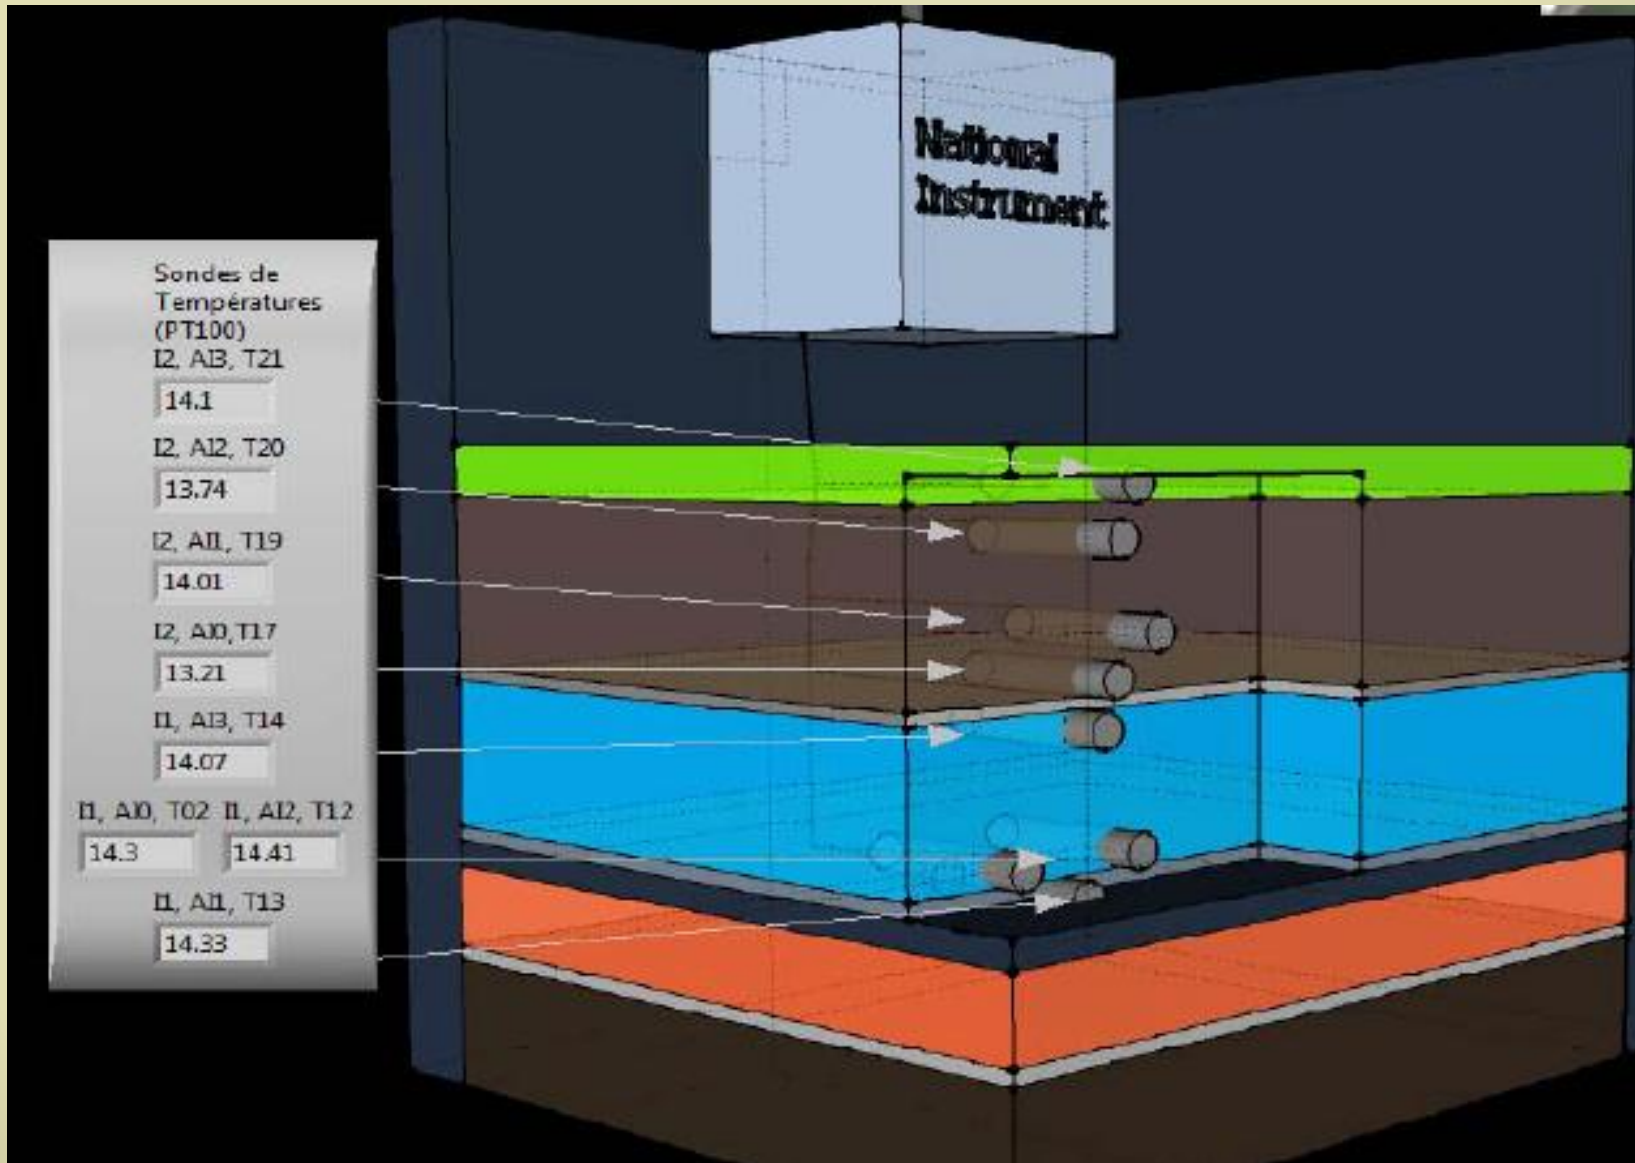 National
Instrument
Sondes de
Températures
(PT100)
I2, AI3, T21
14.1
I2, AI2, T20
13.74
I2, AI1, T19
14.01
I2, AI0,T17
13.21
I1, AI3, T14
14.07
I1, AI0, T02 I1, AI2, T12
14.3 14.41
I1, AI1, T13
14.33